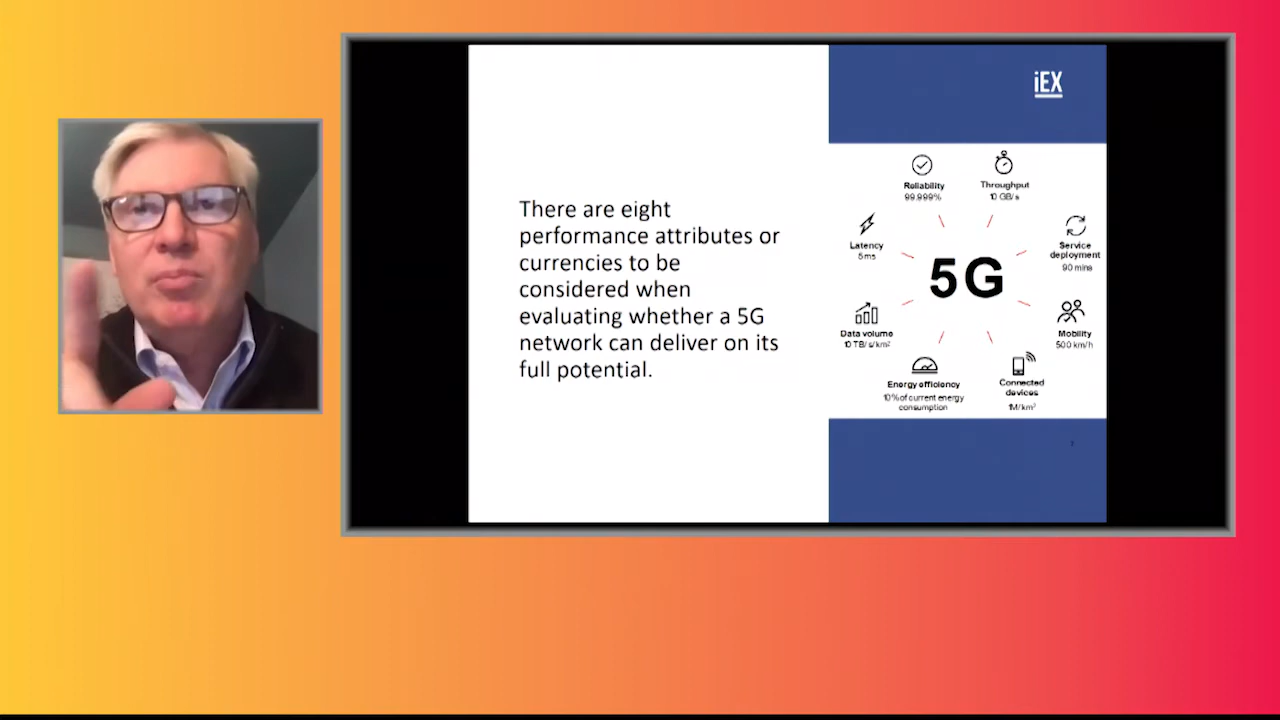 There are eight
performance attributes or
currencies to be
considered when
evaluating whether a 5G
network can deliver on its
full potential.
iEX
Reliability
99.999%
Throughput
10 GB/s
Latency
5ms
Service
deployment
90 mins
5G
Data volume
10 TB/s/km²
Mobility
500 km/h
Energy efficiency
10% of current energy
consumption
Connected
devices
1M/km²
7